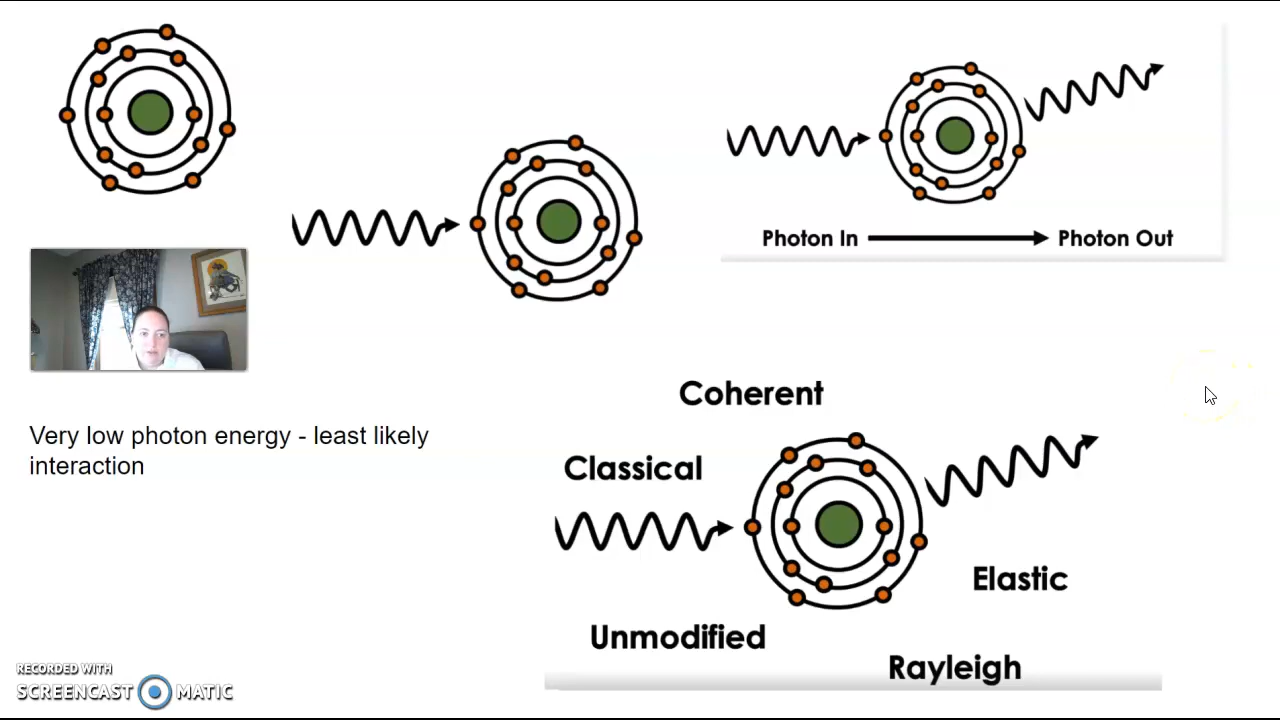 Photon In
Photon Out
Coherent
Very low photon energy - least likely
interaction
Classical
Elastic
Unmodified
Rayleigh
RECORDED WITH
SCREENCAST MATIC